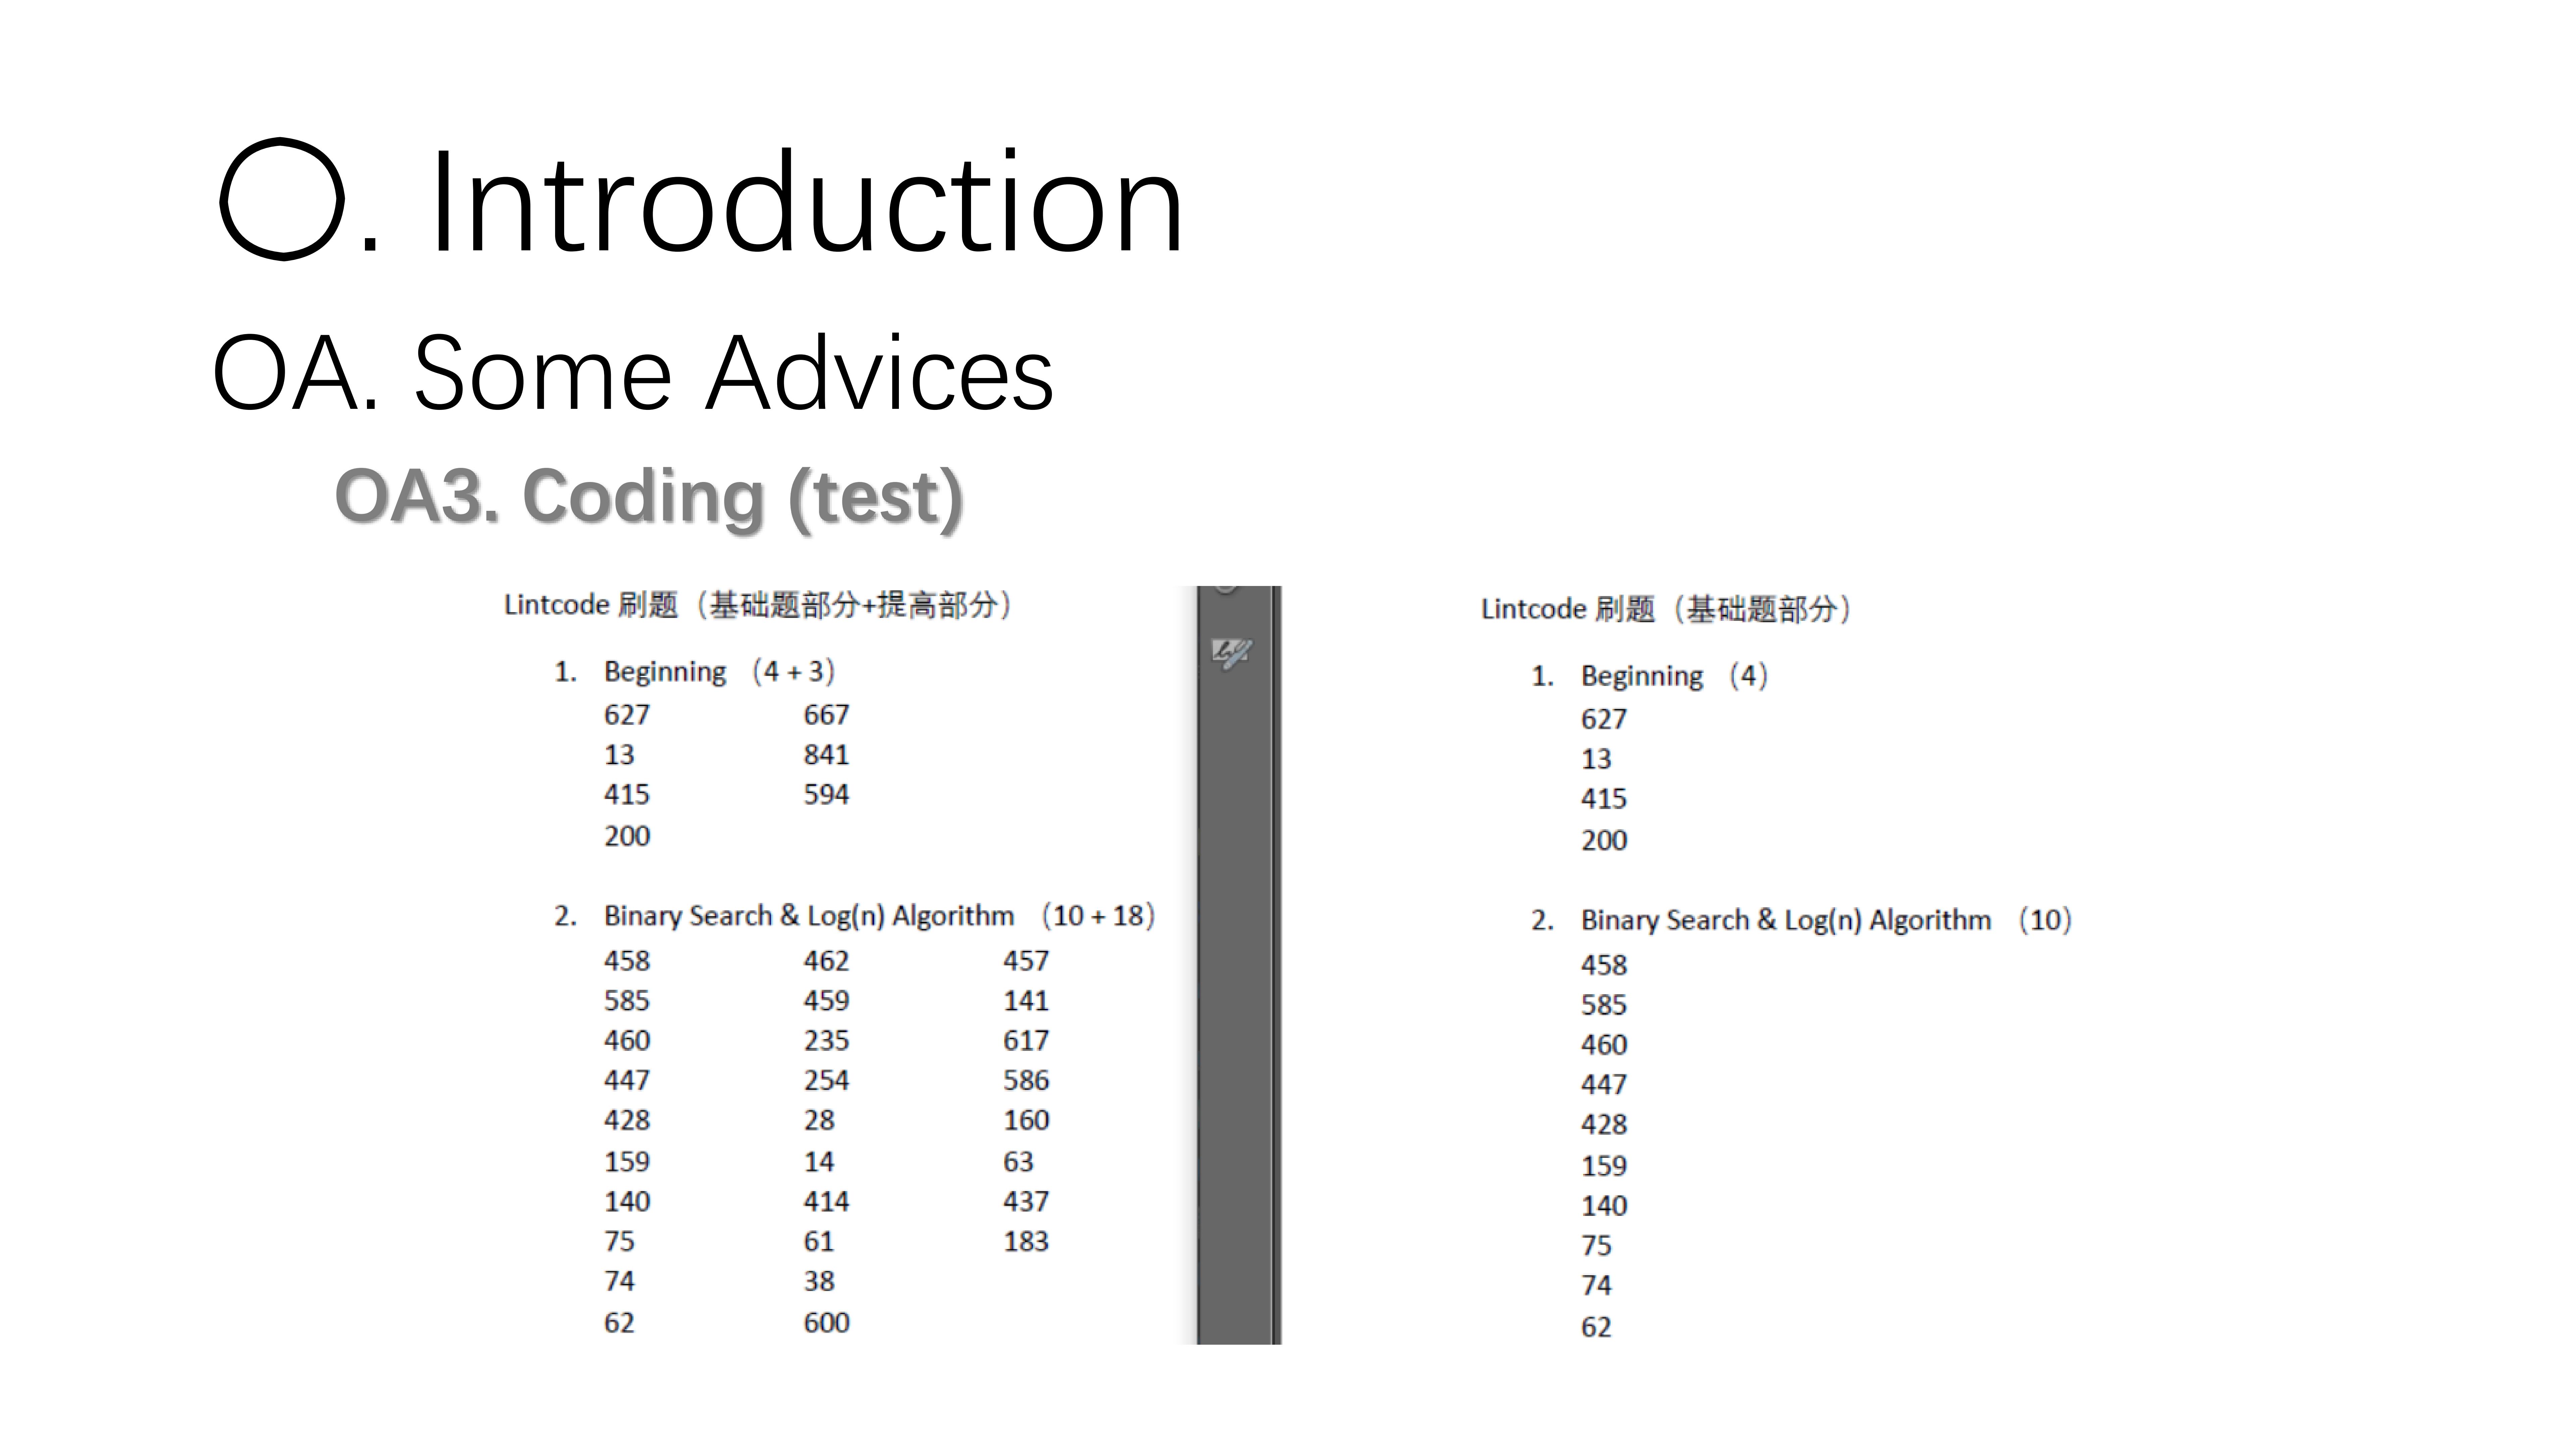 〇. Introduction
OA. Some Advices
OA3. Coding (test)
Lintcode 刷题（基础题部分+提高部分）
1. Beginning （4 + 3）
627 667
13 841
415 594
200
2. Binary Search & Log(n) Algorithm （10 + 18）
458 462 457
585 459 141
460 235 617
447 254 586
428 28 160
159 14 63
140 414 437
75 61 183
74 38
62 600
Lintcode 刷题（基础题部分）
1. Beginning （4）
627
13
415
200
2. Binary Search & Log(n) Algorithm （10）
458
585
460
447
428
159
140
75
74
62